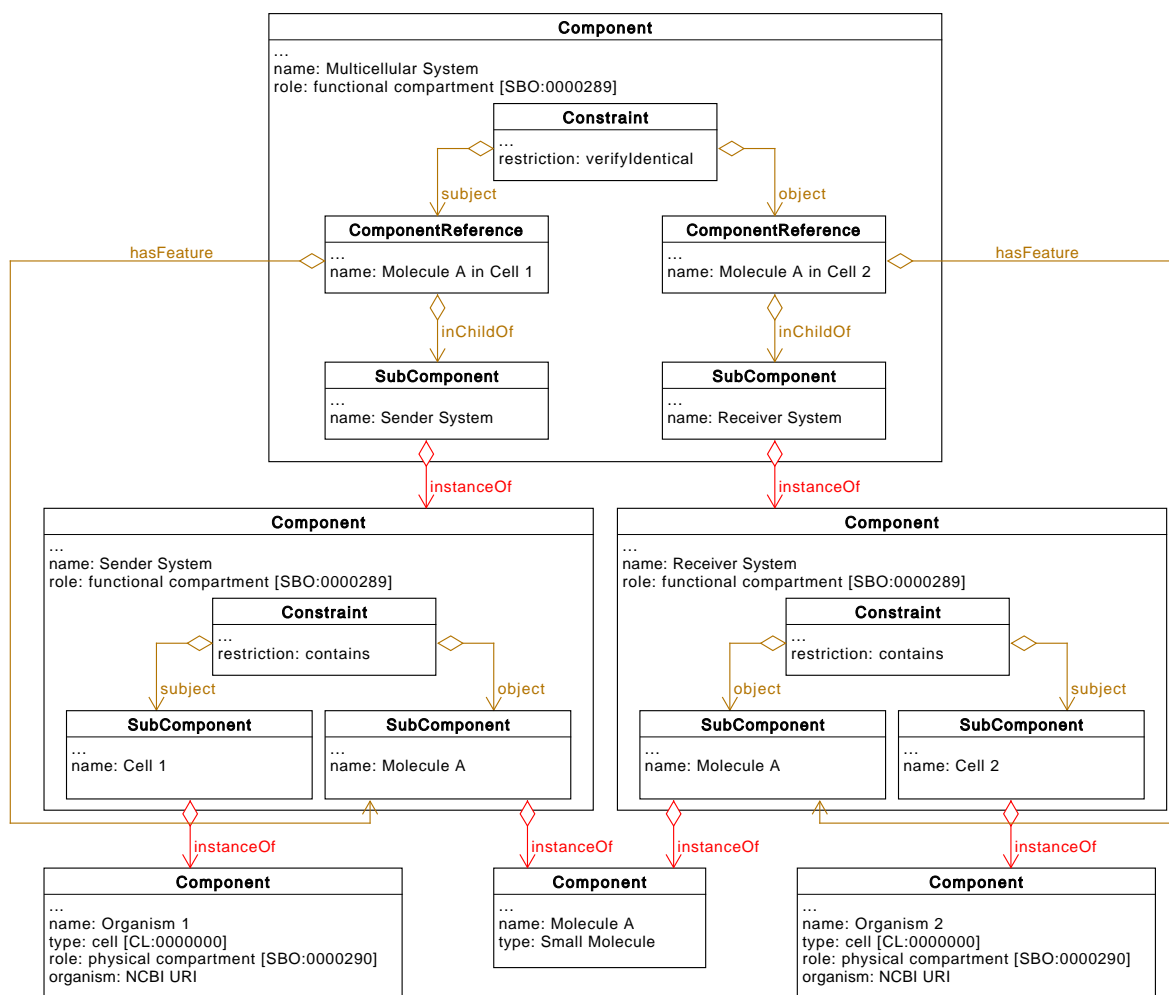 Component
...
name: Multicellular System
role: functional compartment [SBO:0000289]
Constraint
...
restriction: verifyIdentical
subject
object
ComponentReference
...
name: Molecule A in Cell 1
ComponentReference
...
name: Molecule A in Cell 2
hasFeature
hasFeature
inChildOf
inChildOf
SubComponent
...
name: Sender System
SubComponent
...
name: Receiver System
instanceOf
instanceOf
Component
...
name: Sender System
role: functional compartment [SBO:0000289]
Constraint
...
restriction: contains
subject
object
SubComponent
...
name: Cell 1
SubComponent
...
name: Molecule A
Component
...
name: Receiver System
role: functional compartment [SBO:0000289]
Constraint
...
restriction: contains
object
subject
SubComponent
...
name: Molecule A
SubComponent
...
name: Cell 2
instanceOf
instanceOf
instanceOf
instanceOf
Component
...
name: Organism 1
type: cell [CL:0000000]
role: physical compartment [SBO:0000290]
organism: NCBI URI
Component
...
name: Molecule A
type: Small Molecule
Component
...
name: Organism 2
type: cell [CL:0000000]
role: physical compartment [SBO:0000290]
organism: NCBI URI